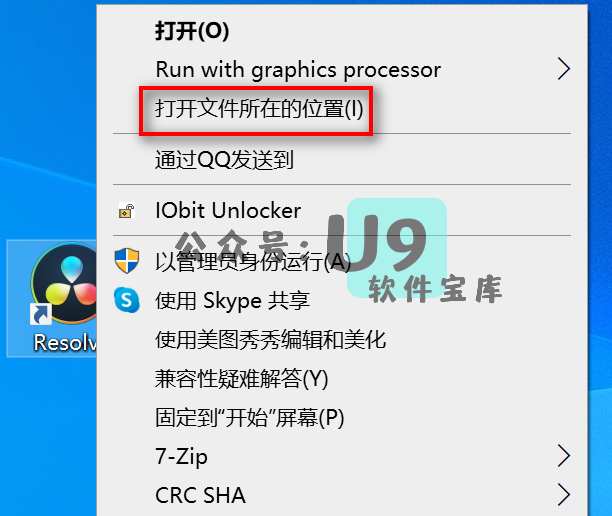 打开(O)
Run with graphics processor
打开文件所在的位置(I)
通过QQ发送到
IObit Unlocker
公众号:U9
软件宝库
以管理员身份运行(A)
使用 Skype 共享
Resolv
使用美图秀秀编辑和美化
兼容性疑难解答(Y)
固定到“开始”屏幕(P)
7-Zip
CRC SHA